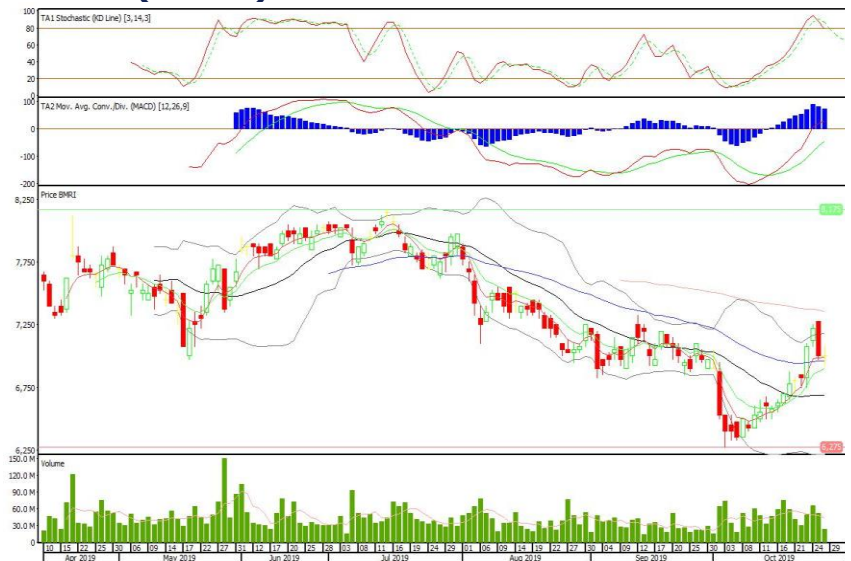 TA1 Stochastic (KD Line) [3,14,3]
100
80
60
40
20
0
TA2 Mov. Avg. Conv./Div. (MACD) [12,26,9]
100
0
-100
-200
Price BMRI
8,250
8,175
7,750
7,250
6,750
6,250
6,275
Volume
150.0 M
120.0 M
90.0 M
60.0 M
30.0 M
0.0
10 15 22 25 30 06 09 14 17 22 27 31 12 17 20 25 28 03 08 11 16 19 24 29 01 06 09 14 19 22 27 30 04 09 12 17 20 25 30 03 08 11 16 21 24 29
Apr 2019 May 2019 Jun 2019 Jul 2019 Aug 2019 Sep 2019 Oct 2019